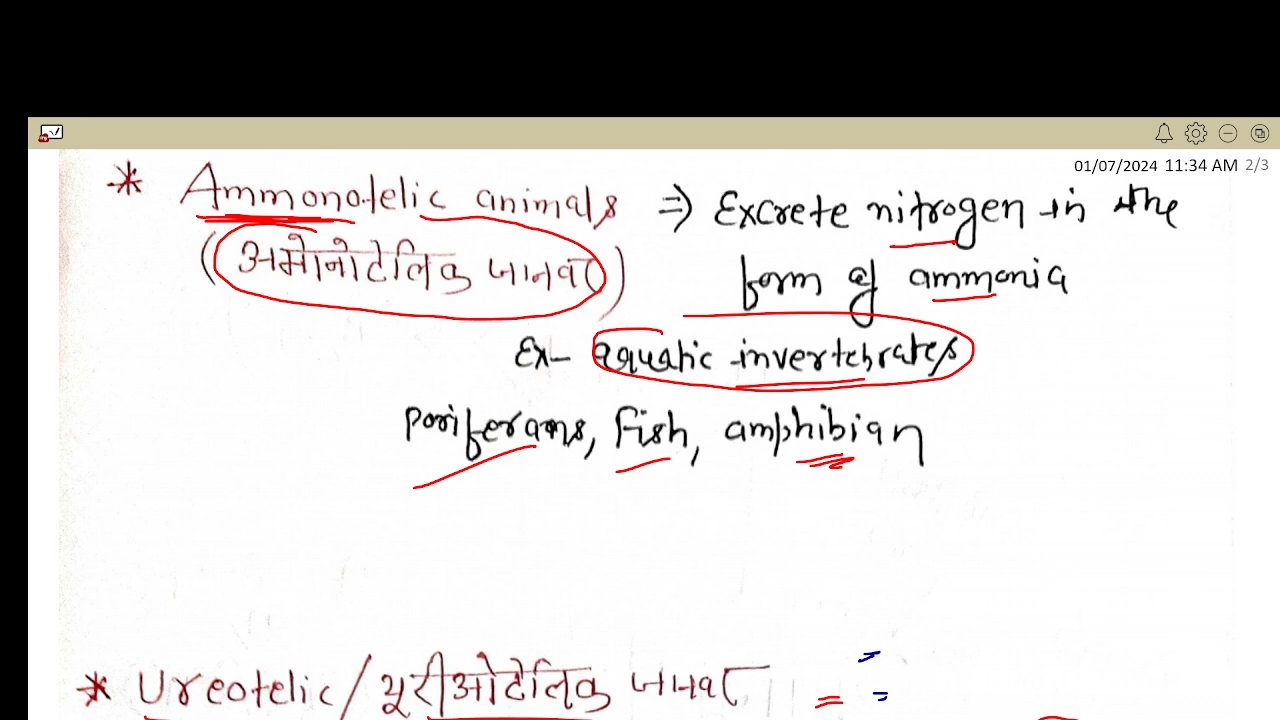 01/07/2024 11:34 AM 2/3
* Ammonotelic animals => Excrete nitrogen in the
(अमोनोटेलिक जानवर) form of ammonia
Ex- aquatic invertebrates
Poriferans, Fish, amphibian
* Ureotelic/यूरीओटेलिक जानवर =